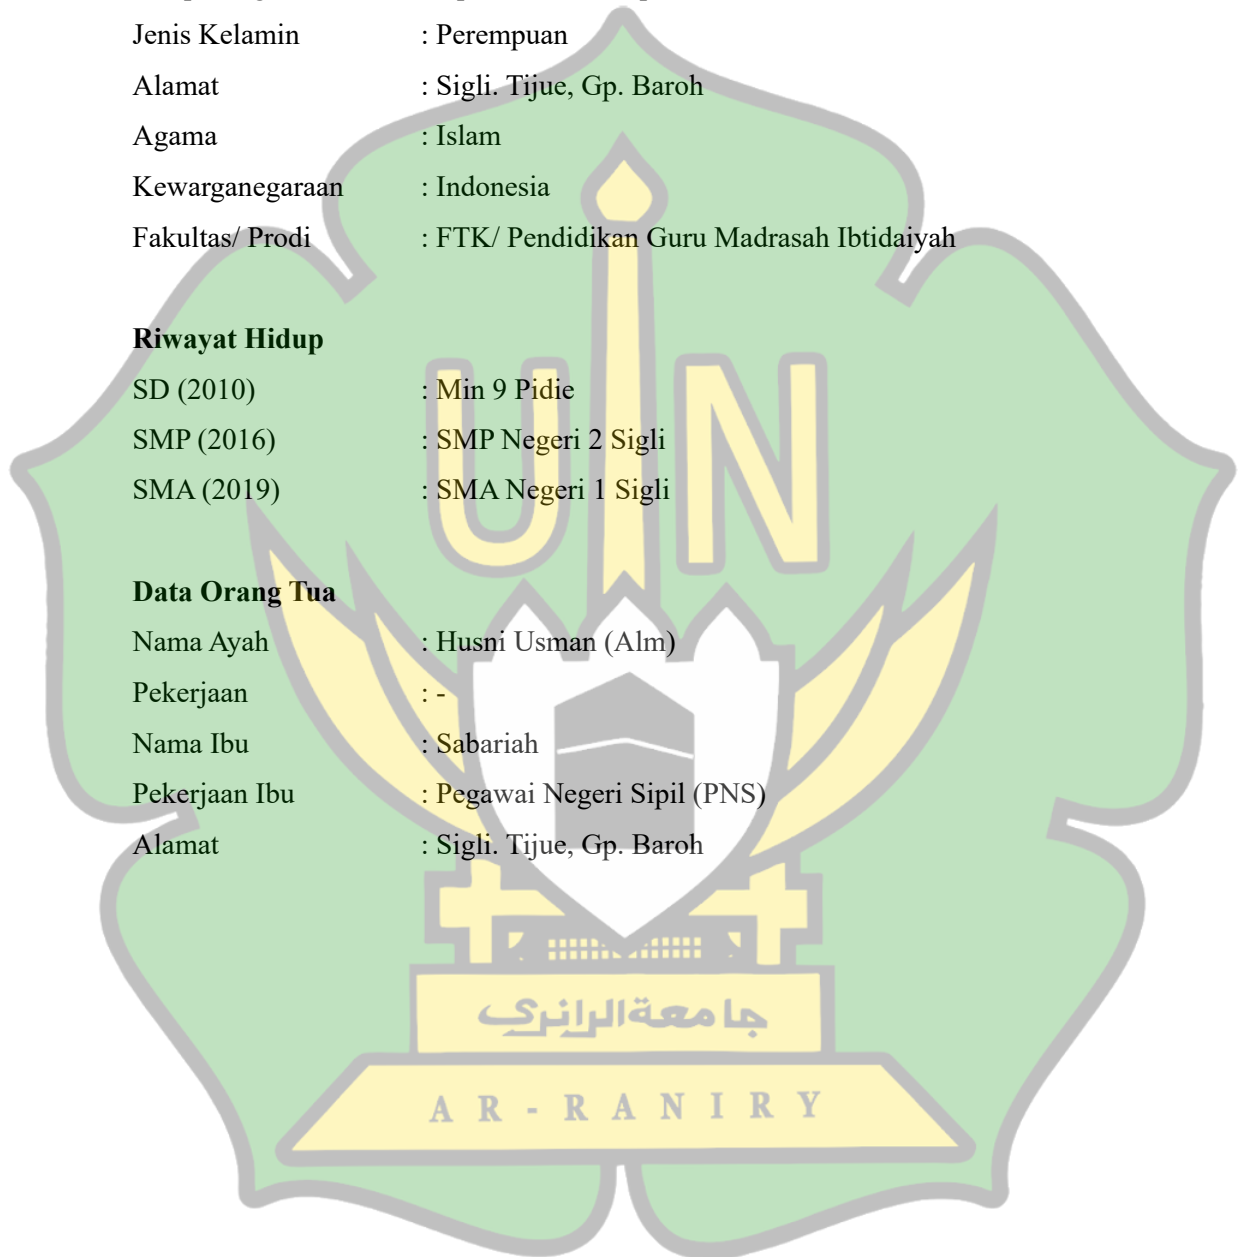 Jenis Kelamin : Perempuan
Alamat : Sigli. Tijue, Gp. Baroh
Agama : Islam
Kewarganegaraan : Indonesia
Fakultas/ Prodi : FTK/ Pendidikan Guru Madrasah Ibtidaiyah
Riwayat Hidup
SD (2010) : Min 9 Pidie
SMP (2016) : SMP Negeri 2 Sigli
SMA (2019) : SMA Negeri 1 Sigli
Data Orang Tua
Nama Ayah : Husni Usman (Alm)
Pekerjaan : -
Nama Ibu : Sabariah
Pekerjaan Ibu : Pegawai Negeri Sipil (PNS)
Alamat : Sigli. Tijue, Gp. Baroh
UIN
جامعة الرانري
AR-RANIRY